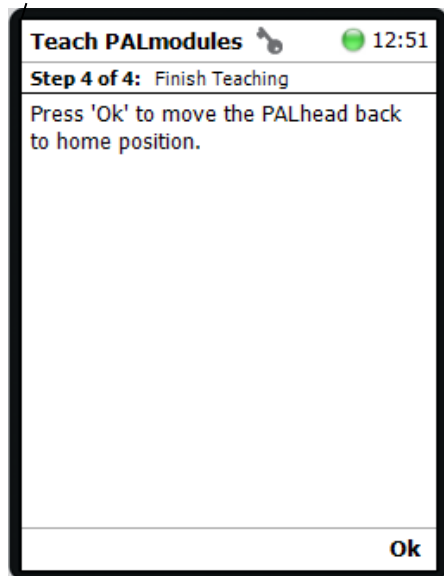 Teach PALmodules 12:51
Step 4 of 4: Finish Teaching
Press 'Ok' to move the PALhead back
to home position.
Ok